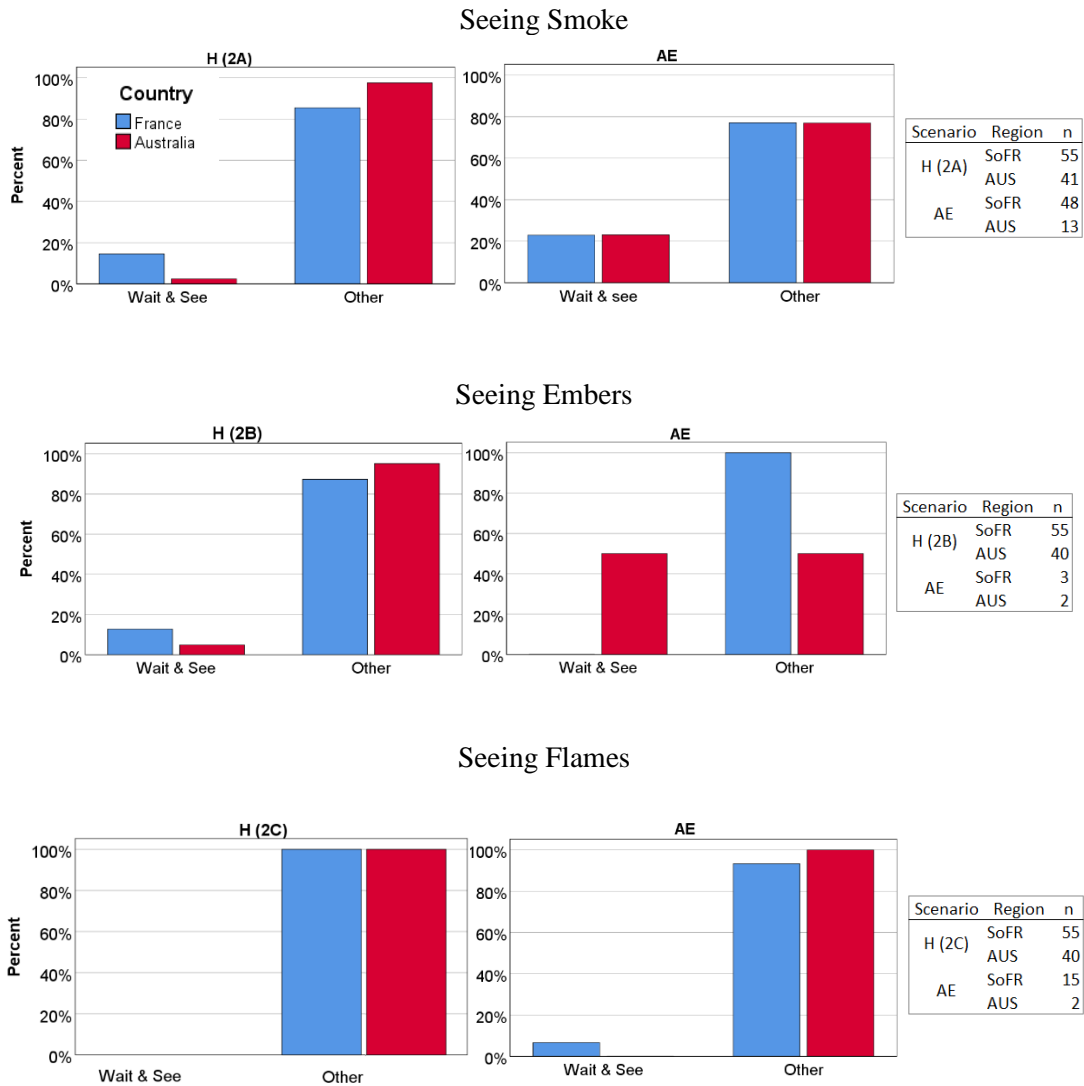 Seeing Smoke
H (2A)
Percent
100%
80%
60%
40%
20%
0%
Country
France
Australia
Wait & See Other
AE
100%
80%
60%
40%
20%
0%
Wait & see Other
Scenario Region n
H (2A) SoFR 55
AUS 41
AE SoFR 48
AUS 13
Seeing Embers
H (2B)
Percent
100%
80%
60%
40%
20%
0%
Wait & See Other
AE
100%
80%
60%
40%
20%
0%
Wait & See Other
Scenario Region n
H (2B) SoFR 55
AUS 40
AE SoFR 3
AUS 2
Seeing Flames
H (2C)
Percent
100%
80%
60%
40%
20%
0%
Wait & See Other
AE
100%
80%
60%
40%
20%
0%
Wait & See Other
Scenario Region n
H (2C) SoFR 55
AUS 40
AE SoFR 15
AUS 2